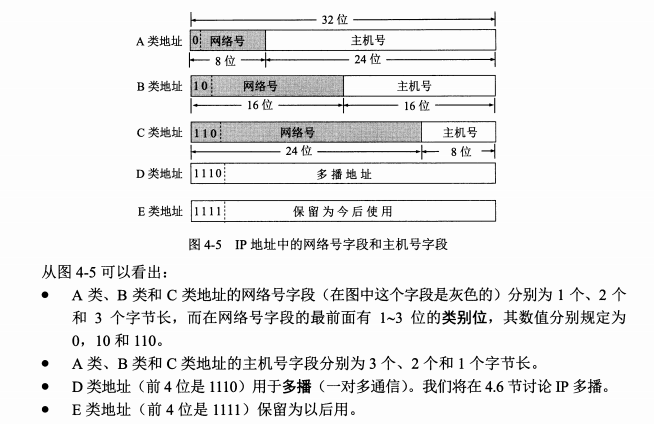 32 位
A 类地址 0 网络号 主机号
8 位 24 位
B 类地址 10 网络号 主机号
16 位 16 位
C 类地址 110 网络号 主机号
24 位 8 位
D 类地址 1110 多播地址
E 类地址 1111 保留为今后使用
图 4-5 IP 地址中的网络号字段和主机号字段
从图 4-5 可以看出：
● A 类、B 类和 C 类地址的网络号字段（在图中这个字段是灰色的）分别为 1 个、2 个
和 3 个字节长，而在网络号字段的最前面有 1~3 位的类别位，其数值分别规定为
0，10 和 110。
● A 类、B 类和 C 类地址的主机号字段分别为 3 个、2 个和 1 个字节长。
● D 类地址（前 4 位是 1110）用于多播（一对多通信）。我们将在 4.6 节讨论 IP 多播。
● E 类地址（前 4 位是 1111）保留为以后用。